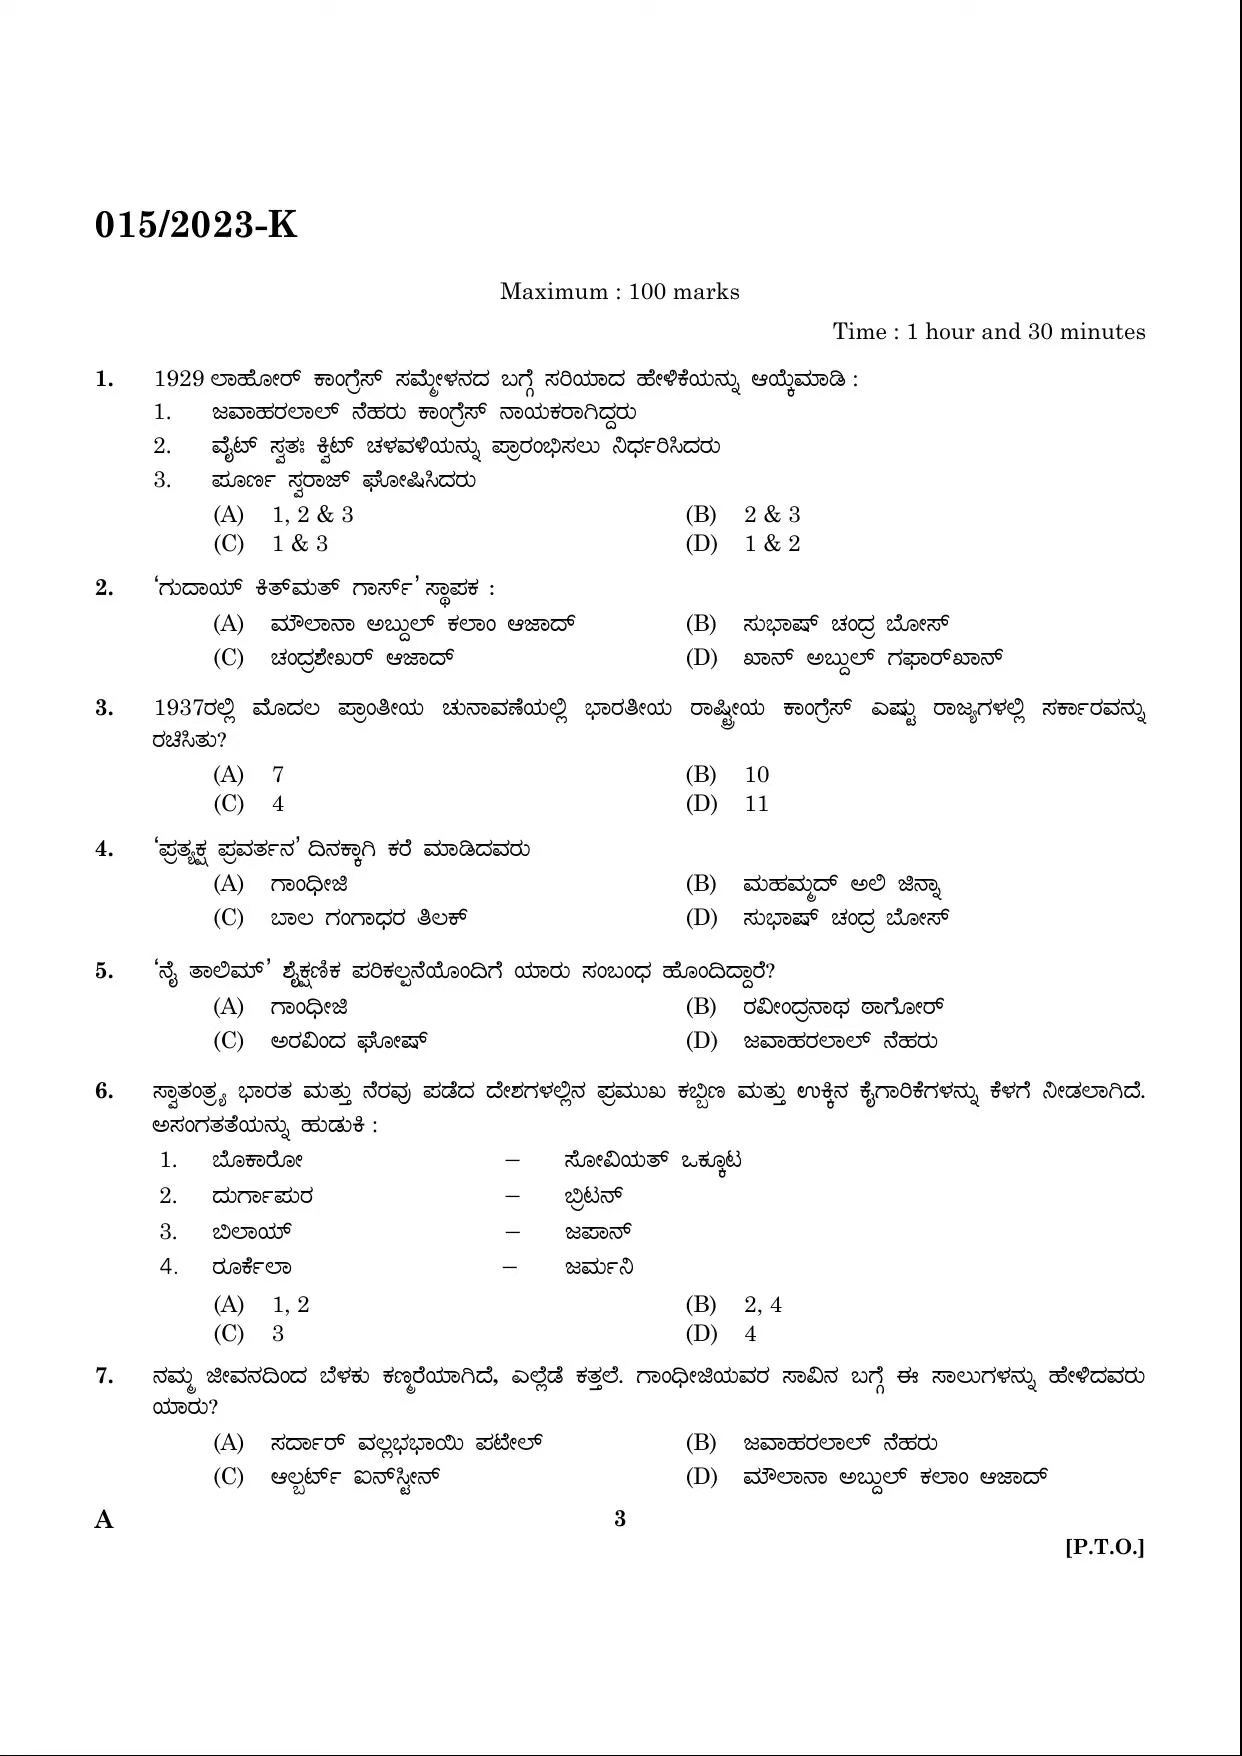 015/2023-K
Maximum : 100 marks
Time : 1 hour and 30 minutes
1. 1929 ಲಾಹೋರ್ ಕಾಂಗ್ರೆಸ್ ಸಮ್ಮೇಳನದ ಬಗ್ಗೆ ಸರಿಯಾದ ಹೇಳಿಕೆಯನ್ನು ಆಯ್ಕೆಮಾಡಿ :
1. ಜವಾಹರಲಾಲ್ ನೆಹರು ಕಾಂಗ್ರೆಸ್ ನಾಯಕರಾಗಿದ್ದರು
2. ವೈಟ್ ಸ್ವತಃ ಕ್ವಿಟ್ ಚಳವಳಿಯನ್ನು ಪ್ರಾರಂಭಿಸಲು ನಿರ್ಧರಿಸಿದರು
3. ಪೂರ್ಣ ಸ್ವರಾಜ್ ಘೋಷಿಸಿದರು
(A) 1, 2 & 3 (B) 2 & 3
(C) 1 & 3 (D) 1 & 2
2. ‘ಗುದಾಯ್ ಕಿತ್‌ಮತ್ ಗಾರ್ಸ್’ ಸ್ಥಾಪಕ :
(A) ಮೌಲಾನಾ ಅಬ್ದುಲ್ ಕಲಾಂ ಆಜಾದ್ (B) ಸುಭಾಷ್ ಚಂದ್ರ ಬೋಸ್
(C) ಚಂದ್ರಶೇಖರ್ ಆಜಾದ್ (D) ಖಾನ್ ಅಬ್ದುಲ್ ಗಫಾರ್‌ಖಾನ್
3. 1937ರಲ್ಲಿ ಮೊದಲ ಪ್ರಾಂತೀಯ ಚುನಾವಣೆಯಲ್ಲಿ ಭಾರತೀಯ ರಾಷ್ಟ್ರೀಯ ಕಾಂಗ್ರೆಸ್ ಎಷ್ಟು ರಾಜ್ಯಗಳಲ್ಲಿ ಸರ್ಕಾರವನ್ನು
ರಚಿಸಿತು?
(A) 7 (B) 10
(C) 4 (D) 11
4. ‘ಪ್ರತ್ಯಕ್ಷ ಪ್ರವರ್ತನ’ ದಿನಕ್ಕಾಗಿ ಕರೆ ಮಾಡಿದವರು
(A) ಗಾಂಧೀಜಿ (B) ಮಹಮ್ಮದ್ ಅಲಿ ಜಿನ್ನಾ
(C) ಬಾಲ ಗಂಗಾಧರ ತಿಲಕ್ (D) ಸುಭಾಷ್ ಚಂದ್ರ ಬೋಸ್
5. ‘ನೈ ತಾಲಿಮ್’ ಶೈಕ್ಷಣಿಕ ಪರಿಕಲ್ಪನೆಯೊಂದಿಗೆ ಯಾರು ಸಂಬಂಧ ಹೊಂದಿದ್ದಾರೆ?
(A) ಗಾಂಧೀಜಿ (B) ರವೀಂದ್ರನಾಥ ಠಾಗೋರ್
(C) ಅರವಿಂದ ಘೋಷ್ (D) ಜವಾಹರಲಾಲ್ ನೆಹರು
6. ಸ್ವಾತಂತ್ರ್ಯ ಭಾರತ ಮತ್ತು ನೆರವು ಪಡೆದ ದೇಶಗಳಲ್ಲಿನ ಪ್ರಮುಖ ಕಬ್ಬಿಣ ಮತ್ತು ಉಕ್ಕಿನ ಕೈಗಾರಿಕೆಗಳನ್ನು ಕೆಳಗೆ ನೀಡಲಾಗಿದೆ.
ಅಸಂಗತತೆಯನ್ನು ಹುಡುಕಿ :
1. ಬೊಕಾರೋ – ಸೋವಿಯತ್ ಒಕ್ಕೂಟ
2. ದುರ್ಗಾಪುರ – ಬ್ರಿಟನ್
3. ಬಿಲಾಯ್ – ಜಪಾನ್
4. ರೂರ್ಕೆಲಾ – ಜರ್ಮನಿ
(A) 1, 2 (B) 2, 4
(C) 3 (D) 4
7. ನಮ್ಮ ಜೀವನದಿಂದ ಬೆಳಕು ಕಣ್ಮರೆಯಾಗಿದೆ, ಎಲ್ಲೆಡೆ ಕತ್ತಲೆ. ಗಾಂಧೀಜಿಯವರ ಸಾವಿನ ಬಗ್ಗೆ ಈ ಸಾಲುಗಳನ್ನು ಹೇಳಿದವರು
ಯಾರು?
(A) ಸರ್ದಾರ್ ವಲ್ಲಭಭಾಯಿ ಪಟೇಲ್ (B) ಜವಾಹರಲಾಲ್ ನೆಹರು
(C) ಆಲ್ಬರ್ಟ್ ಐನ್‌ಸ್ಟೀನ್ (D) ಮೌಲಾನಾ ಅಬ್ದುಲ್ ಕಲಾಂ ಆಜಾದ್
A 3
[P.T.O.]